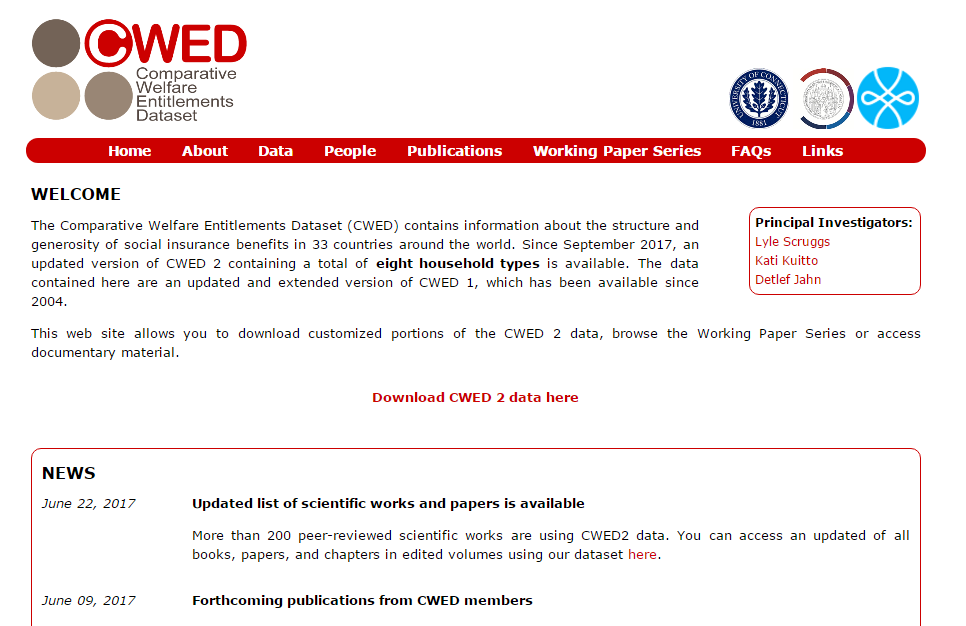 CWED
Comparative
Welfare
Entitlements
Dataset
UNIVERSITY OF CONNECTICUT
1881
Home About Data People Publications Working Paper Series FAQs Links
WELCOME
The Comparative Welfare Entitlements Dataset (CWED) contains information about the structure and
generosity of social insurance benefits in 33 countries around the world. Since September 2017, an
updated version of CWED 2 containing a total of eight household types is available. The data
contained here are an updated and extended version of CWED 1, which has been available since
2004.
Principal Investigators:
Lyle Scruggs
Kati Kuitto
Detlef Jahn
This web site allows you to download customized portions of the CWED 2 data, browse the Working Paper Series or access
documentary material.
Download CWED 2 data here
NEWS
June 22, 2017 Updated list of scientific works and papers is available
More than 200 peer-reviewed scientific works are using CWED2 data. You can access an updated of all
books, papers, and chapters in edited volumes using our dataset here.
June 09, 2017 Forthcoming publications from CWED members